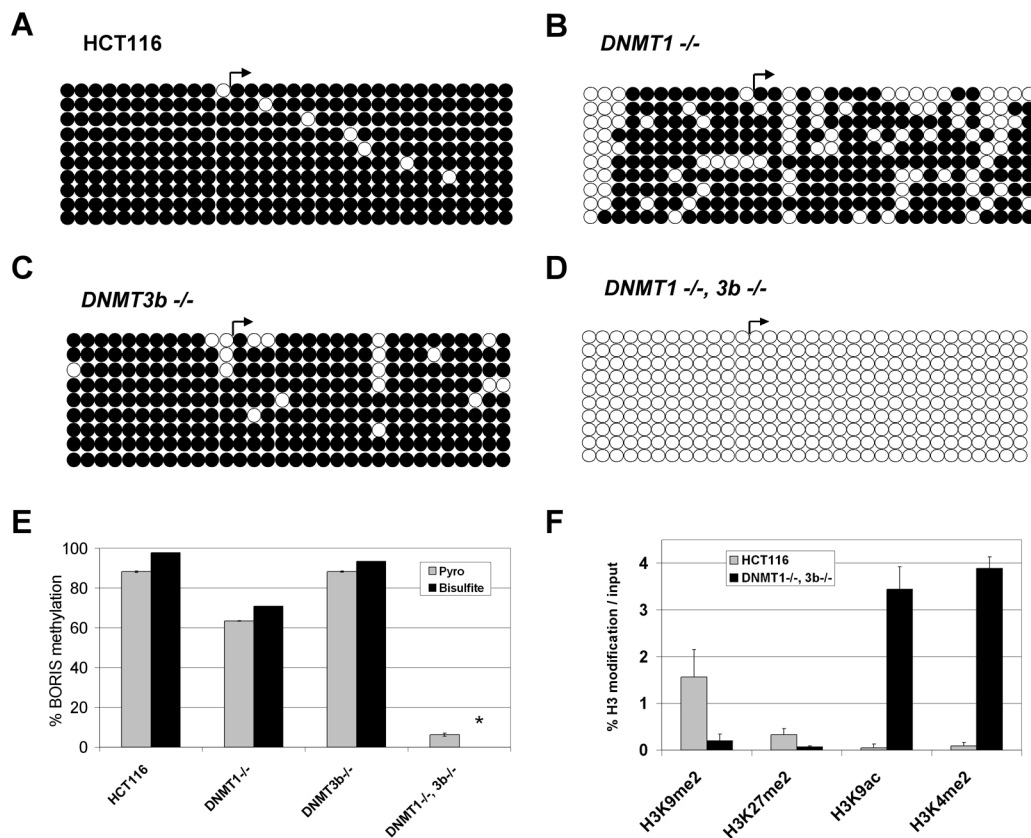 A
HCT116
B
DNMT1 -/-
C
DNMT3b -/-
D
DNMT1 -/-, 3b -/-
E
% BORIS methylation
100
80
60
40
20
0
Pyro
Bisulfite
*
HCT116
DNMT1-/-
DNMT3b-/-
DNMT1-/-, 3b-/-
F
% H3 modification / input
4
3
2
1
0
HCT116
DNMT1-/-, 3b-/-
H3K9me2
H3K27me2
H3K9ac
H3K4me2